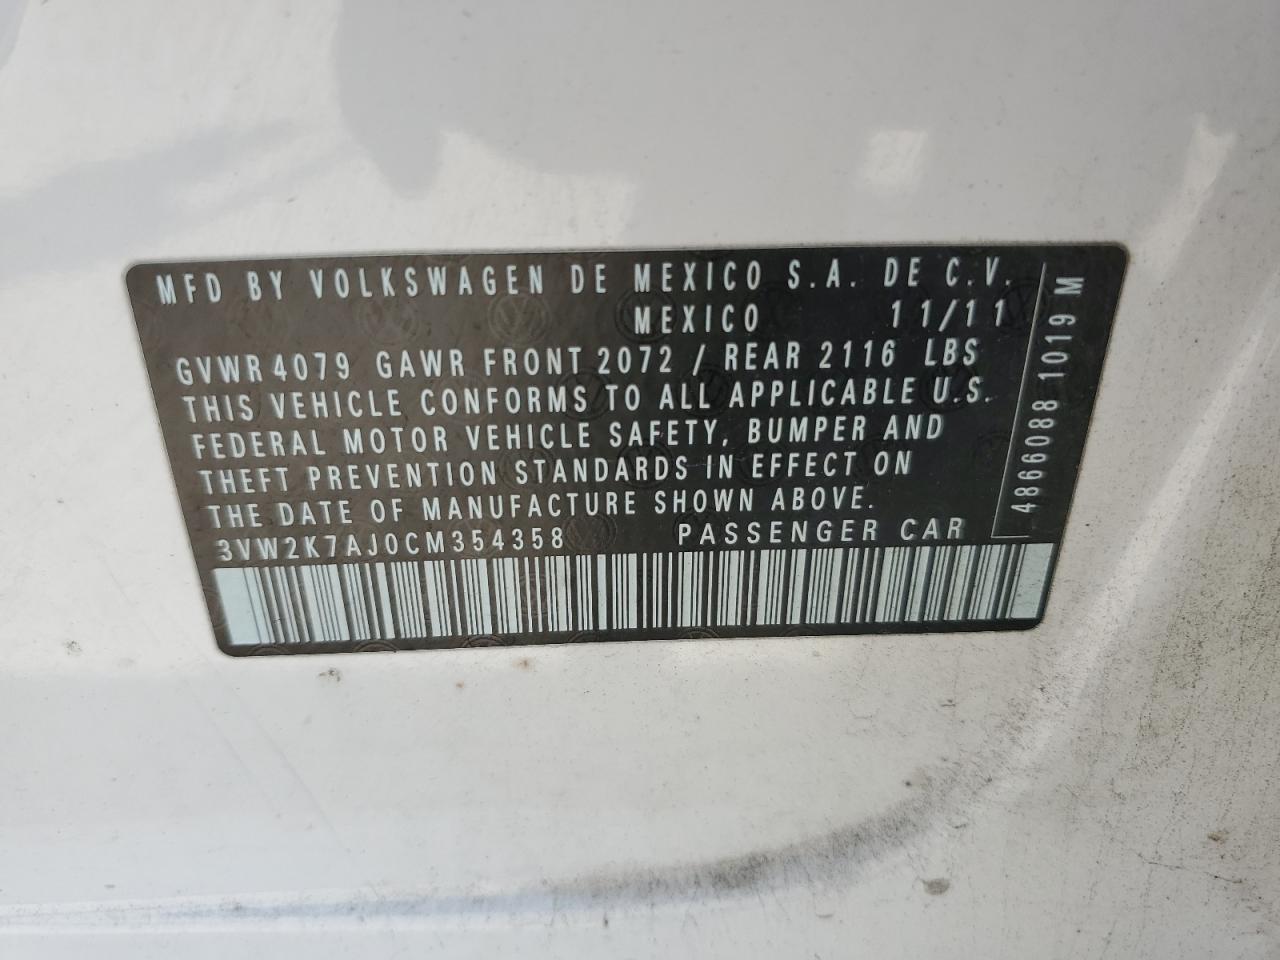 MFD BY VOLKSWAGEN DE MEXICO S.A. DE C.V.
MEXICO 11/11
GVWR 4079 GAWR FRONT 2072 / REAR 2116 LBS
THIS VEHICLE CONFORMS TO ALL APPLICABLE U.S.
FEDERAL MOTOR VEHICLE SAFETY, BUMPER AND
THEFT PREVENTION STANDARDS IN EFFECT ON
THE DATE OF MANUFACTURE SHOWN ABOVE.
3VW2K7AJ0CM354358 PASSENGER CAR
4866088 1019 M